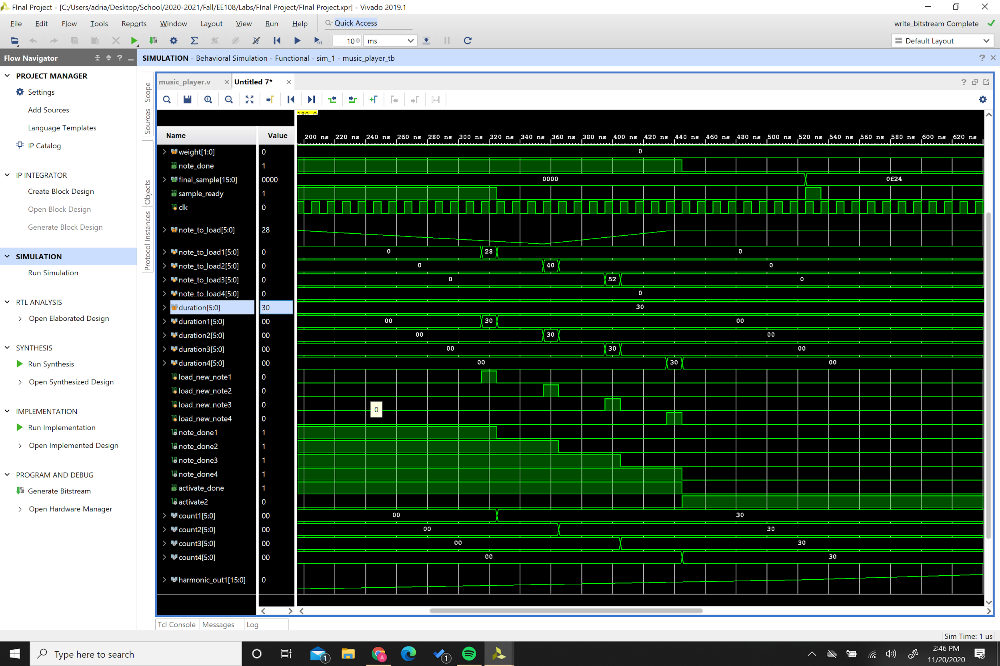 FInal Project - [C:/Users/adria/Desktop/School/2020-2021/Fall/EE108/Labs/FInal Project/FInal Project.xpr] - Vivado 2019.1
File Edit Flow Tools Reports Window Layout View Run Help Quick Access write_bitstream Complete
10 ms Default Layout
Flow Navigator SIMULATION - Behavioral Simulation - Functional - sim_1 - music_player_tb
PROJECT MANAGER
Settings
Add Sources
Language Templates
IP Catalog
IP INTEGRATOR
Create Block Design
Open Block Design
Generate Block Design
SIMULATION
Run Simulation
RTL ANALYSIS
Open Elaborated Design
SYNTHESIS
Run Synthesis
Open Synthesized Design
IMPLEMENTATION
Run Implementation
Open Implemented Design
PROGRAM AND DEBUG
Generate Bitstream
Open Hardware Manager
Scope
Sources
Objects
Protocol Instances
music_player.v Untitled 7*
180 0
Name Value 200 ns 220 ns 240 ns 260 ns 280 ns 300 ns 320 ns 340 ns 360 ns 380 ns 400 ns 420 ns 440 ns 460 ns 480 ns 500 ns 520 ns 540 ns 560 ns 580 ns 600 ns 620 ns
weight[1:0] 0 0
note_done 1
final_sample[15:0] 0000 0000 0f24
sample_ready 1
clk 0
note_to_load[5:0] 28
note_to_load1[5:0] 0 0 28 0
note_to_load2[5:0] 0 0 40 0
note_to_load3[5:0] 0 0 52 0
note_to_load4[5:0] 0 0
duration[5:0] 30 30
duration1[5:0] 00 00 30 00
duration2[5:0] 00 00 30 00
duration3[5:0] 00 00 30 00
duration4[5:0] 00 00 30 00
load_new_note1 0
load_new_note2 0
load_new_note3 0 0
load_new_note4 0
note_done1 1
note_done2 1
note_done3 1
note_done4 1
activate_done 1
activate2 0
count1[5:0] 00 00 30
count2[5:0] 00 00 30
count3[5:0] 00 00 30
count4[5:0] 00 00 30
harmonic_out1[15:0] 0
Tcl Console Messages Log
Sim Time: 1 us
Type here to search 1 A 1 2:46 PM
11/20/2020